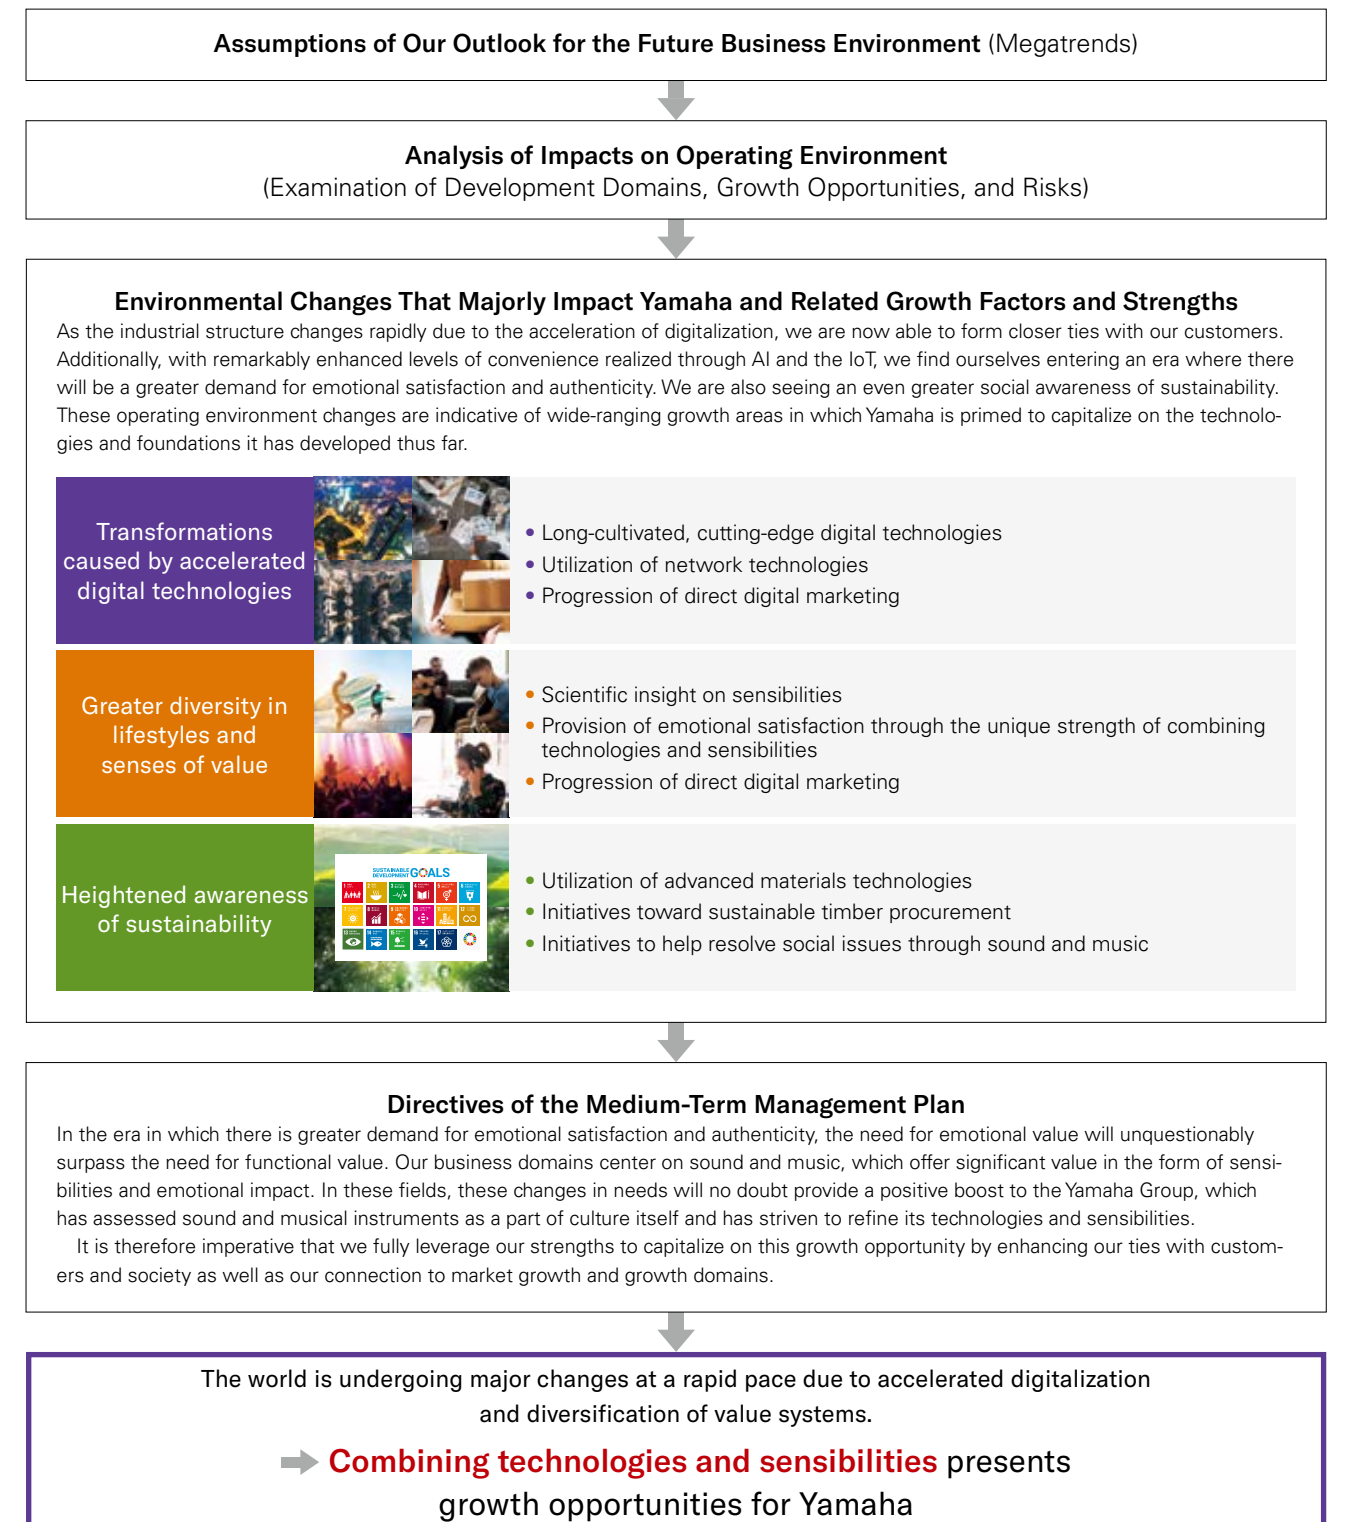 Assumptions of Our Outlook for the Future Business Environment (Megatrends)
Analysis of Impacts on Operating Environment
(Examination of Development Domains, Growth Opportunities, and Risks)
Environmental Changes That Majorly Impact Yamaha and Related Growth Factors and Strengths
As the industrial structure changes rapidly due to the acceleration of digitalization, we are now able to form closer ties with our customers.
Additionally, with remarkably enhanced levels of convenience realized through AI and the IoT, we find ourselves entering an era where there
will be a greater demand for emotional satisfaction and authenticity. We are also seeing an even greater social awareness of sustainability.
These operating environment changes are indicative of wide-ranging growth areas in which Yamaha is primed to capitalize on the technolo-
gies and foundations it has developed thus far.
Transformations
caused by accelerated
digital technologies
• Long-cultivated, cutting-edge digital technologies
• Utilization of network technologies
• Progression of direct digital marketing
Greater diversity in
lifestyles and
senses of value
• Scientific insight on sensibilities
• Provision of emotional satisfaction through the unique strength of combining
technologies and sensibilities
• Progression of direct digital marketing
Heightened awareness
of sustainability
SUSTAINABLE
DEVELOPMENT GOALS
• Utilization of advanced materials technologies
• Initiatives toward sustainable timber procurement
• Initiatives to help resolve social issues through sound and music
Directives of the Medium-Term Management Plan
In the era in which there is greater demand for emotional satisfaction and authenticity, the need for emotional value will unquestionably
surpass the need for functional value. Our business domains center on sound and music, which offer significant value in the form of sensi-
bilities and emotional impact. In these fields, these changes in needs will no doubt provide a positive boost to the Yamaha Group, which
has assessed sound and musical instruments as a part of culture itself and has striven to refine its technologies and sensibilities.
It is therefore imperative that we fully leverage our strengths to capitalize on this growth opportunity by enhancing our ties with custom-
ers and society as well as our connection to market growth and growth domains.
The world is undergoing major changes at a rapid pace due to accelerated digitalization
and diversification of value systems.
Combining technologies and sensibilities presents
growth opportunities for Yamaha